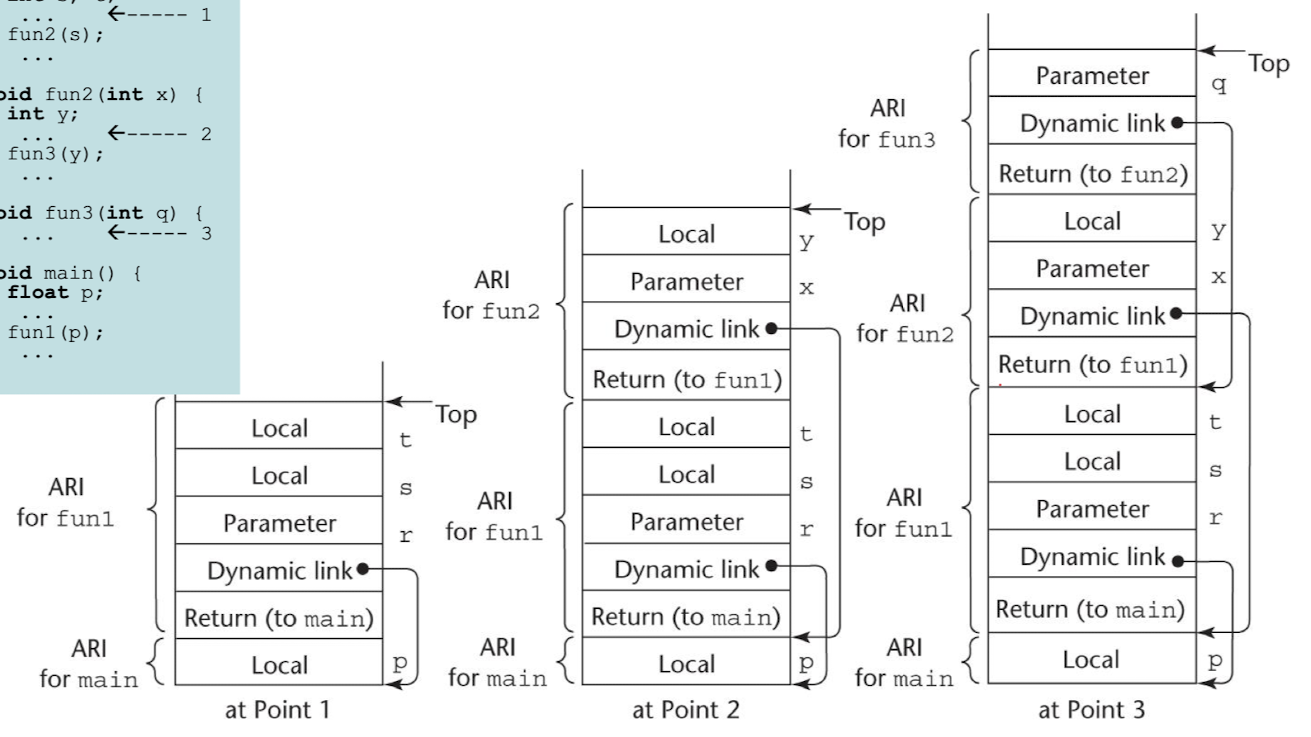 ... ←----- 1
fun2(s);
...
oid fun2(int x) {
int y;
... ←----- 2
fun3(y);
...
oid fun3(int q) {
... ←----- 3
oid main() {
float p;
...
fun1(p);
...
Top
Local t
Local s
ARI
for fun1
Parameter r
Dynamic link
Return (to main)
ARI
for main
Local p
at Point 1
Top
Local y
ARI
for fun2
Parameter x
Dynamic link
Return (to fun1)
Local t
Local s
ARI
for fun1
Parameter r
Dynamic link
Return (to main)
ARI
for main
Local p
at Point 2
Top
Parameter q
ARI
for fun3
Dynamic link
Return (to fun2)
Local y
Parameter x
ARI
for fun2
Dynamic link
Return (to fun1)
Local t
Local s
ARI
for fun1
Parameter r
Dynamic link
Return (to main)
ARI
for main
Local p
at Point 3